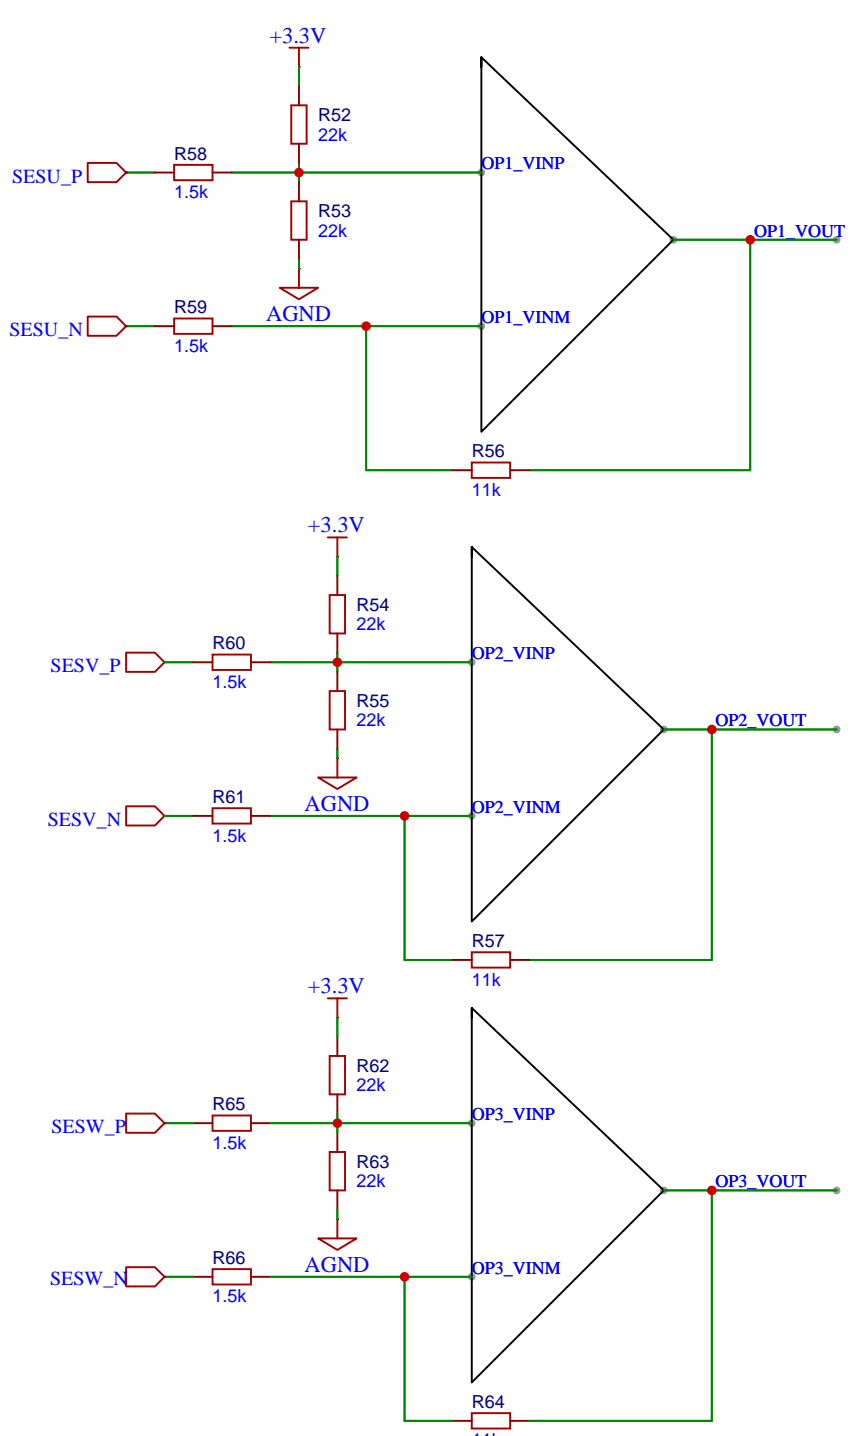 +3.3V
R52
22k
OP1_VINP
R58
SESU_P
1.5k
R53
22k
OP1_VOUT
AGND
R59
OP1_VINM
SESU_N
1.5k
R56
11k
+3.3V
R54
22k
R60
OP2_VINP
SESV_P
1.5k
R55
22k
OP2_VOUT
AGND
R61
OP2_VINM
SESV_N
1.5k
R57
11k
+3.3V
R62
22k
R65
OP3_VINP
SESW_P
1.5k
R63
22k
OP3_VOUT
AGND
R66
OP3_VINM
SESW_N
1.5k
R64